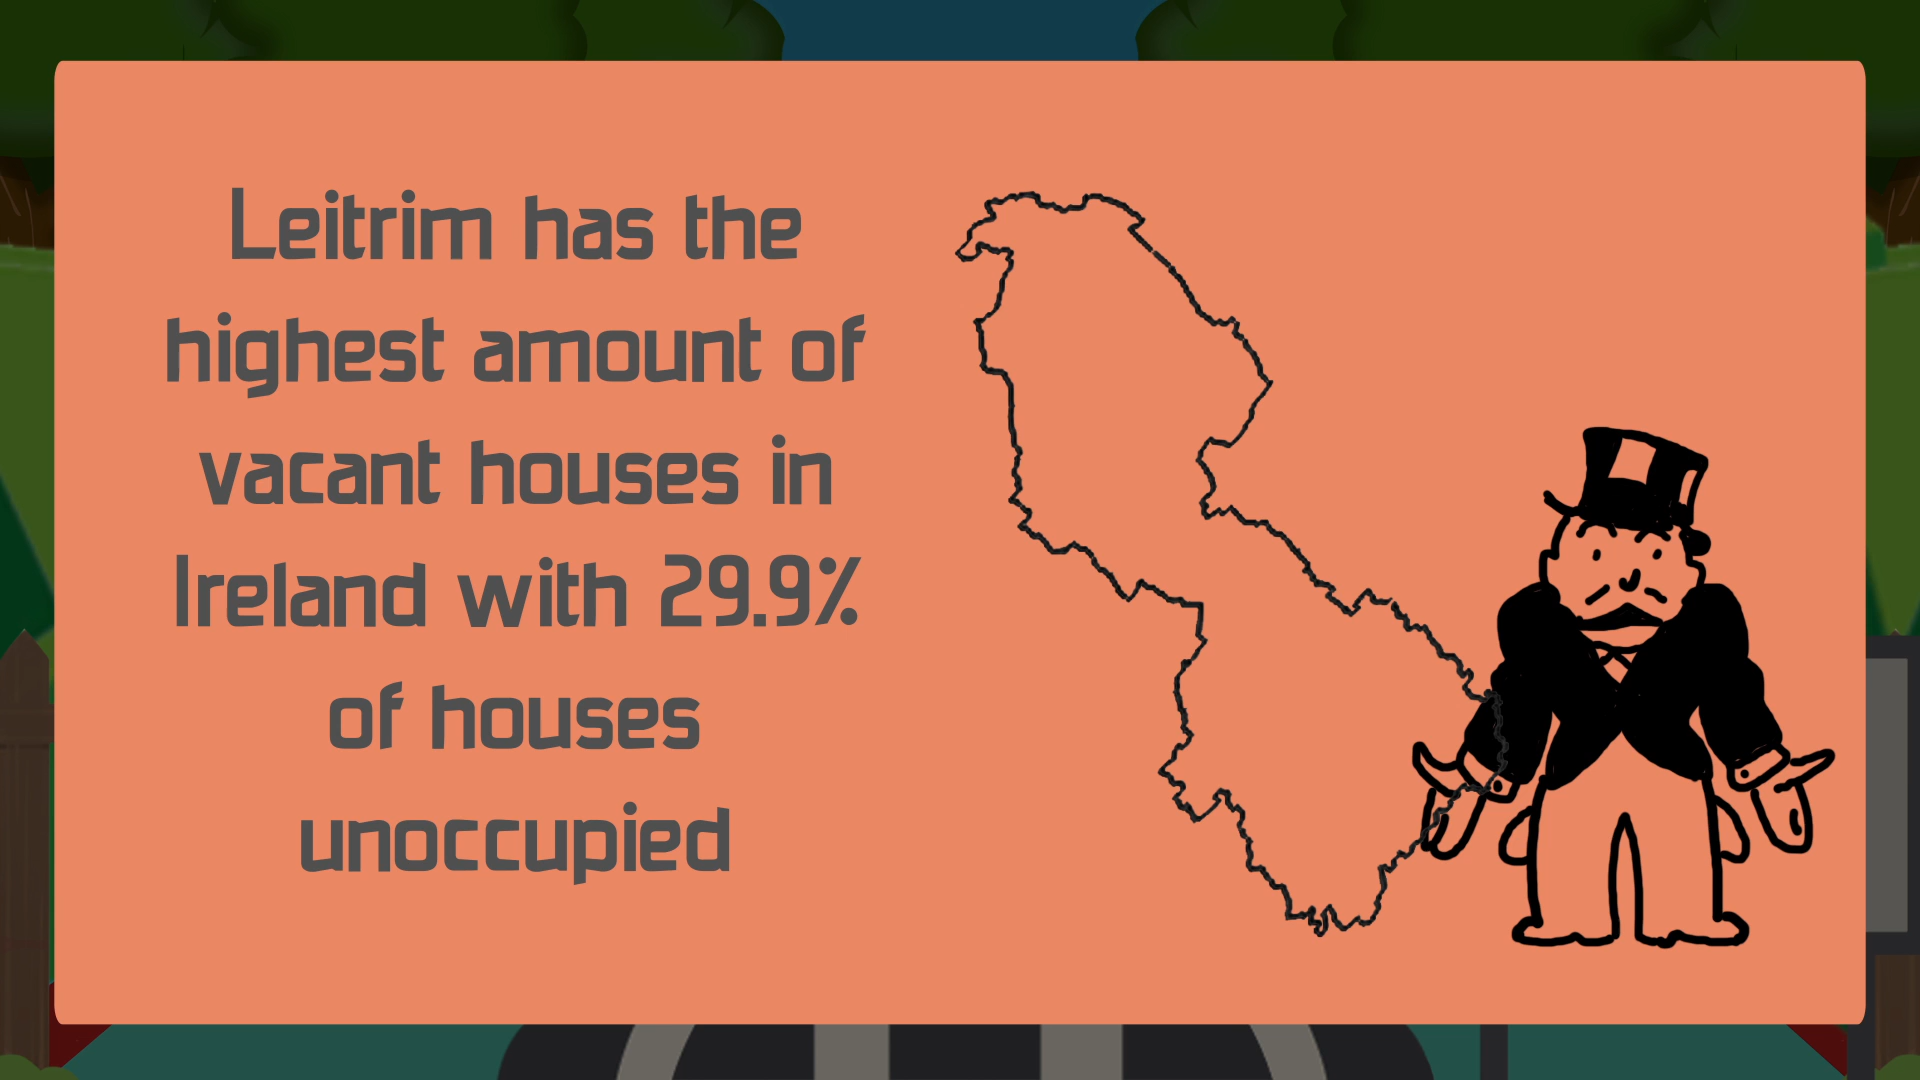 Leitrim has the
highest amount of
vacant houses in
Ireland with 29.9%
of houses
unoccupied